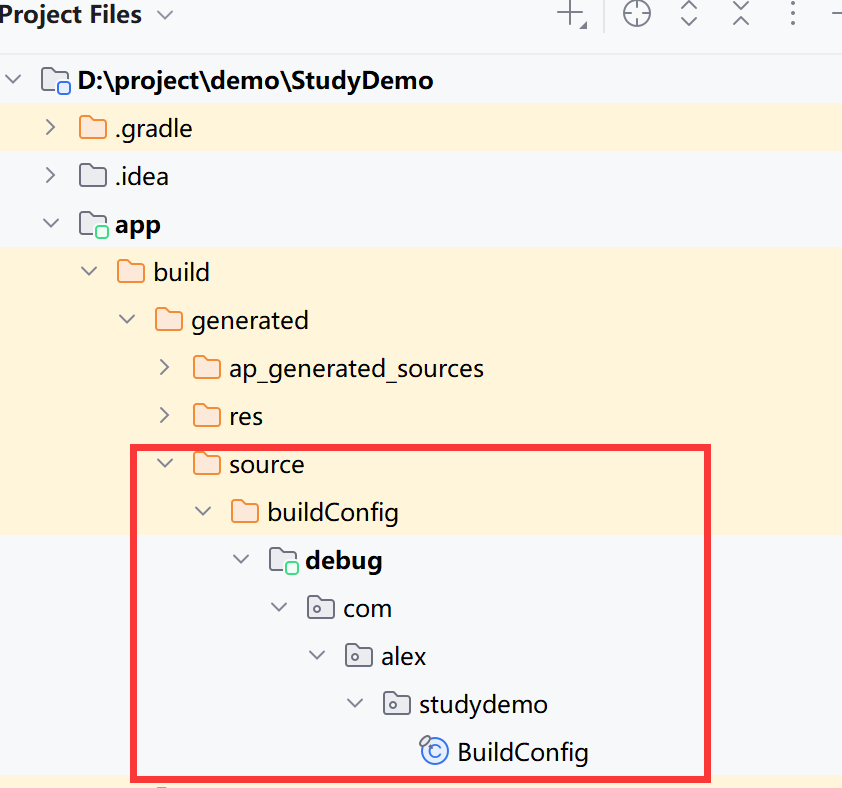 Project Files
D:\project\demo\StudyDemo
.gradle
.idea
app
build
generated
ap_generated_sources
res
source
buildConfig
debug
com
alex
studydemo
BuildConfig